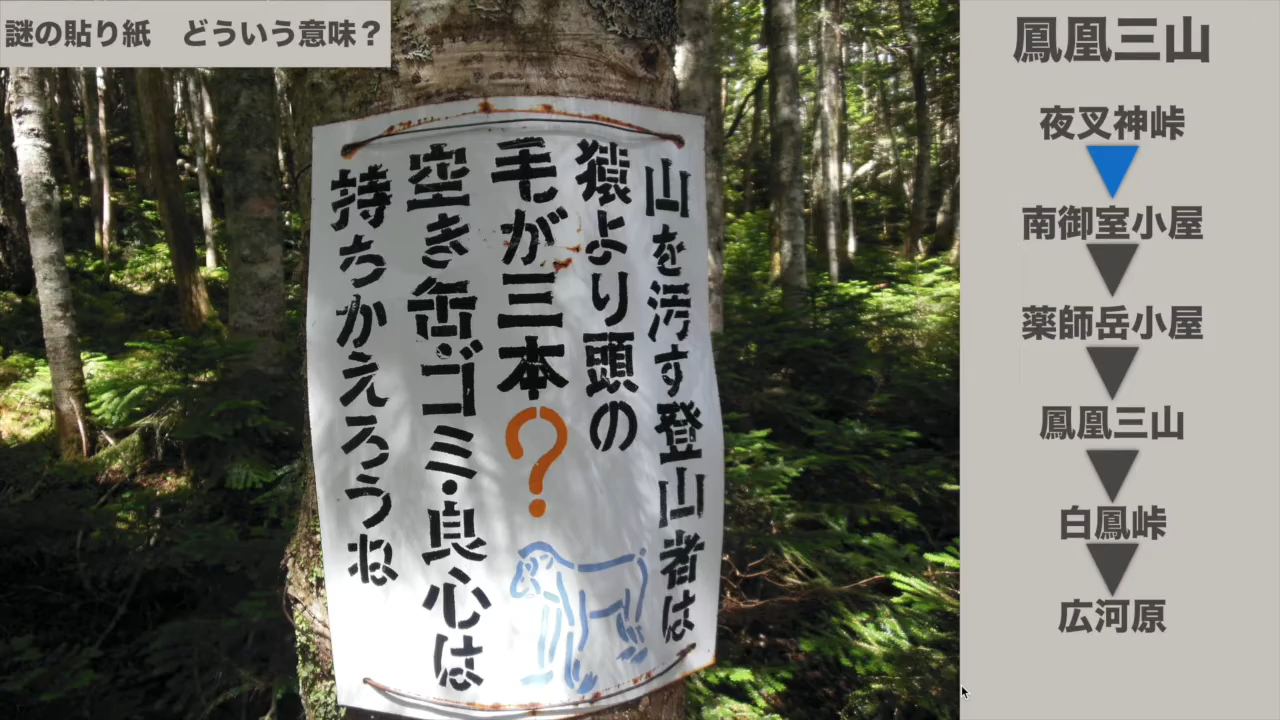 謎の貼り紙　どういう意味？
山を汚す登山者は
猿より頭の
毛が三本？
空き缶・ゴミ・良心は
持ちかえろうね
鳳凰三山
夜叉神峠
南御室小屋
薬師岳小屋
鳳凰三山
白鳳峠
広河原